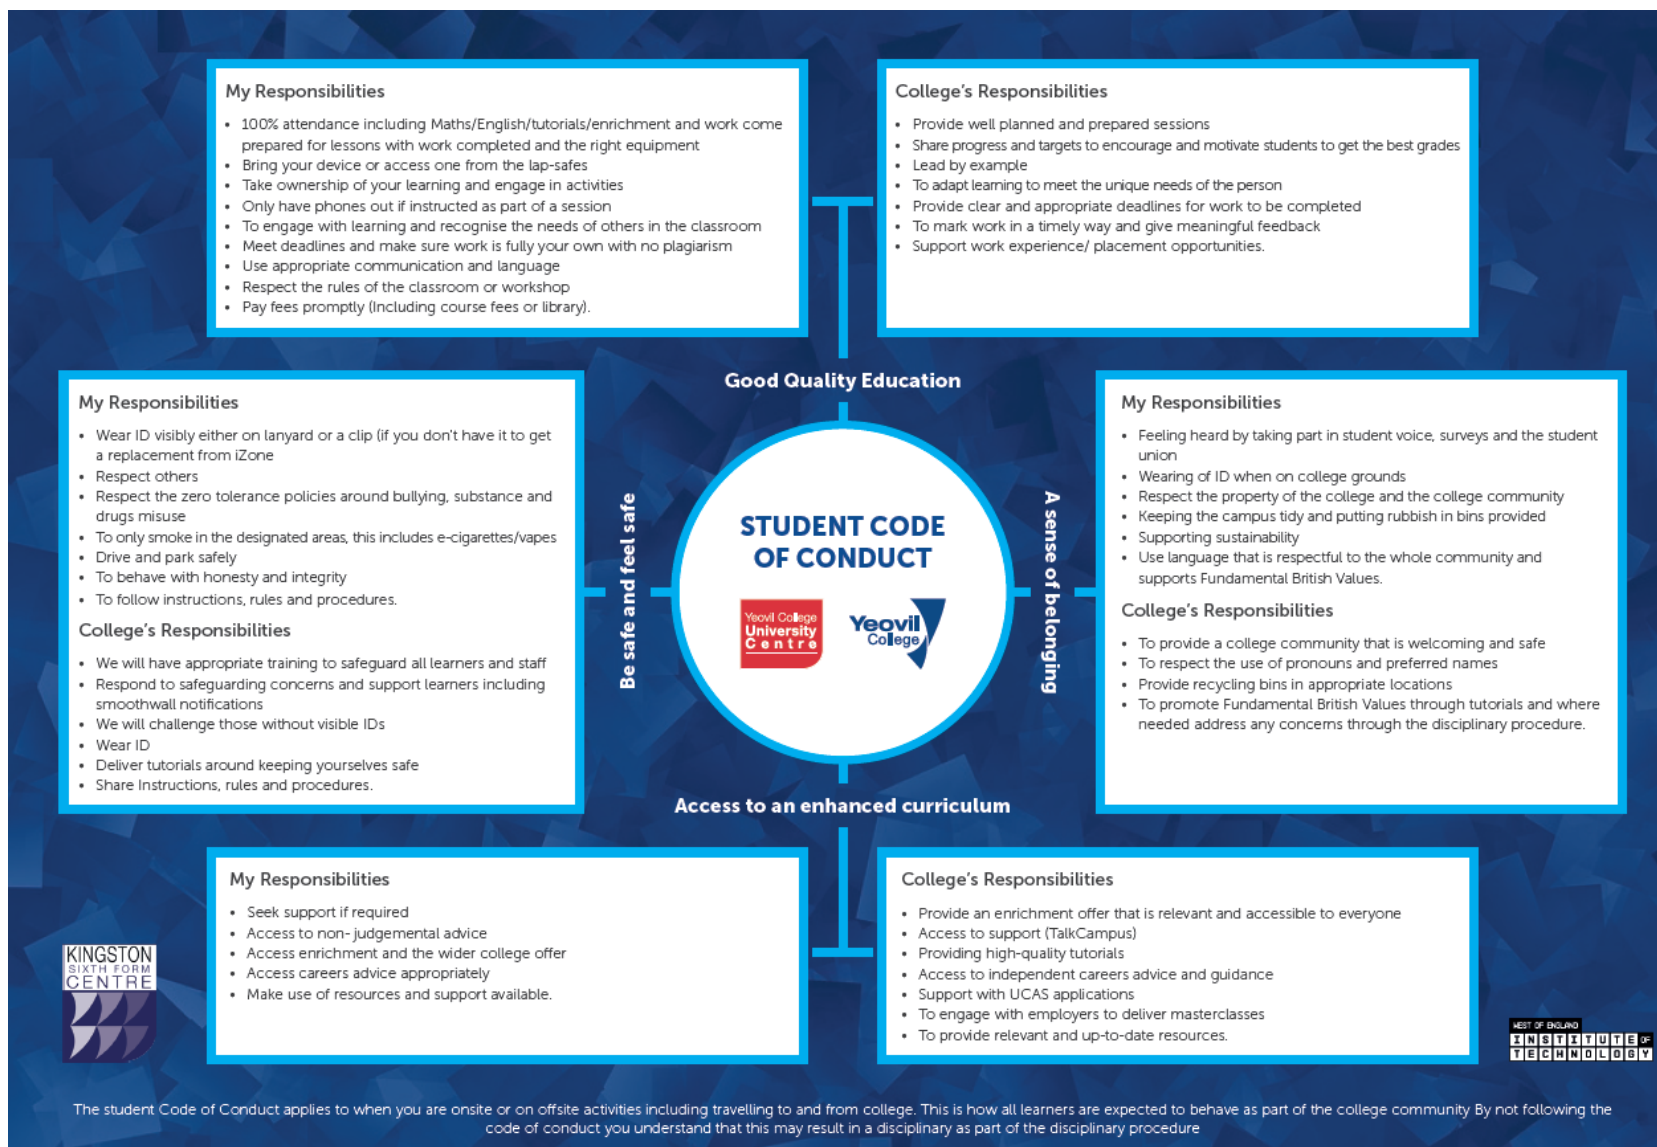 My Responsibilities
• 100% attendance including Maths/English/tutorials/enrichment and work come
prepared for lessons with work completed and the right equipment
• Bring your device or access one from the lap-safes
• Take ownership of your learning and engage in activities
• Only have phones out if instructed as part of a session
• To engage with learning and recognise the needs of others in the classroom
• Meet deadlines and make sure work is fully your own with no plagiarism
• Use appropriate communication and language
• Respect the rules of the classroom or workshop
• Pay fees promptly (Including course fees or library).
College's Responsibilities
• Provide well planned and prepared sessions
• Share progress and targets to encourage and motivate students to get the best grades
• Lead by example
• To adapt learning to meet the unique needs of the person
• Provide clear and appropriate deadlines for work to be completed
• To mark work in a timely way and give meaningful feedback
• Support work experience/ placement opportunities.
Good Quality Education
My Responsibilities
• Wear ID visibly either on lanyard or a clip (if you don't have it to get
a replacement from iZone
• Respect others
• Respect the zero tolerance policies around bullying, substance and
drugs misuse
• To only smoke in the designated areas, this includes e-cigarettes/vapes
• Drive and park safely
• To behave with honesty and integrity
• To follow instructions, rules and procedures.
College's Responsibilities
• We will have appropriate training to safeguard all learners and staff
• Respond to safeguarding concerns and support learners including
smoothwall notifications
• We will challenge those without visible IDs
• Wear ID
• Deliver tutorials around keeping yourselves safe
• Share Instructions, rules and procedures.
Be safe and feel safe
STUDENT CODE
OF CONDUCT
Yeovil College
University
Centre
Yeovil
College
A sense of belonging
My Responsibilities
• Feeling heard by taking part in student voice, surveys and the student
union
• Wearing of ID when on college grounds
• Respect the property of the college and the college community
• Keeping the campus tidy and putting rubbish in bins provided
• Supporting sustainability
• Use language that is respectful to the whole community and
supports Fundamental British Values.
College's Responsibilities
• To provide a college community that is welcoming and safe
• To respect the use of pronouns and preferred names
• Provide recycling bins in appropriate locations
• To promote Fundamental British Values through tutorials and where
needed address any concerns through the disciplinary procedure.
Access to an enhanced curriculum
My Responsibilities
• Seek support if required
• Access to non- judgemental advice
• Access enrichment and the wider college offer
• Access careers advice appropriately
• Make use of resources and support available.
College's Responsibilities
• Provide an enrichment offer that is relevant and accessible to everyone
• Access to support (TalkCampus)
• Providing high-quality tutorials
• Access to independent careers advice and guidance
• Support with UCAS applications
• To engage with employers to deliver masterclasses
• To provide relevant and up-to-date resources.
KINGSTON
SIXTH FORM
CENTRE
WEST OF ENGLAND
INSTITUTE OF
TECHNOLOGY
The student Code of Conduct applies to when you are onsite or on offsite activities including travelling to and from college. This is how all learners are expected to behave as part of the college community By not following the
code of conduct you understand that this may result in a disciplinary as part of the disciplinary procedure